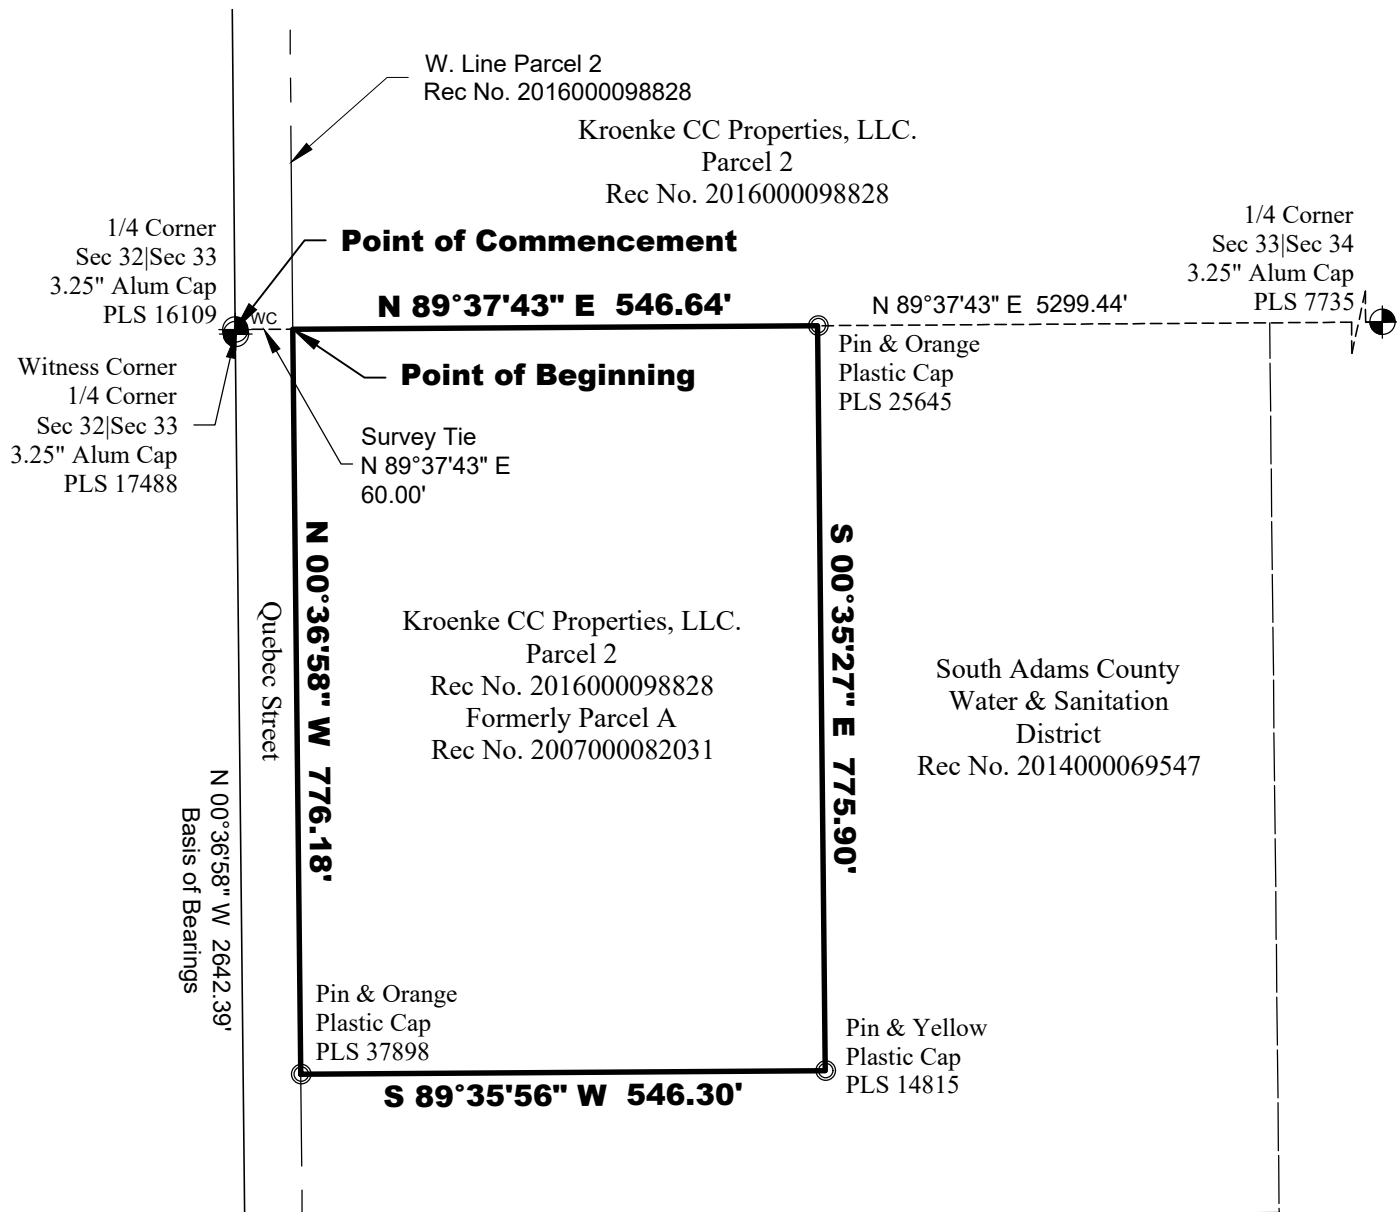 W. Line Parcel 2
Rec No. 2016000098828
Kroenke CC Properties, LLC.
Parcel 2
Rec No. 2016000098828
1/4 Corner
Sec 32|Sec 33
3.25" Alum Cap
PLS 16109
Point of Commencement
1/4 Corner
Sec 33|Sec 34
3.25" Alum Cap
PLS 7735
N 89°37'43" E 546.64'
N 89°37'43" E 5299.44'
WC
Witness Corner
1/4 Corner
Sec 32|Sec 33
3.25" Alum Cap
PLS 17488
Point of Beginning
Pin & Orange
Plastic Cap
PLS 25645
Survey Tie
N 89°37'43" E
60.00'
N 00°36'58" W 776.18'
S 00°35'27" E 775.90'
Quebec Street
Kroenke CC Properties, LLC.
Parcel 2
Rec No. 2016000098828
Formerly Parcel A
Rec No. 2007000082031
South Adams County
Water & Sanitation
District
Rec No. 2014000069547
N 00°36'58" W 2642.39'
Basis of Bearings
Pin & Orange
Plastic Cap
PLS 37898
Pin & Yellow
Plastic Cap
PLS 14815
S 89°35'56" W 546.30'